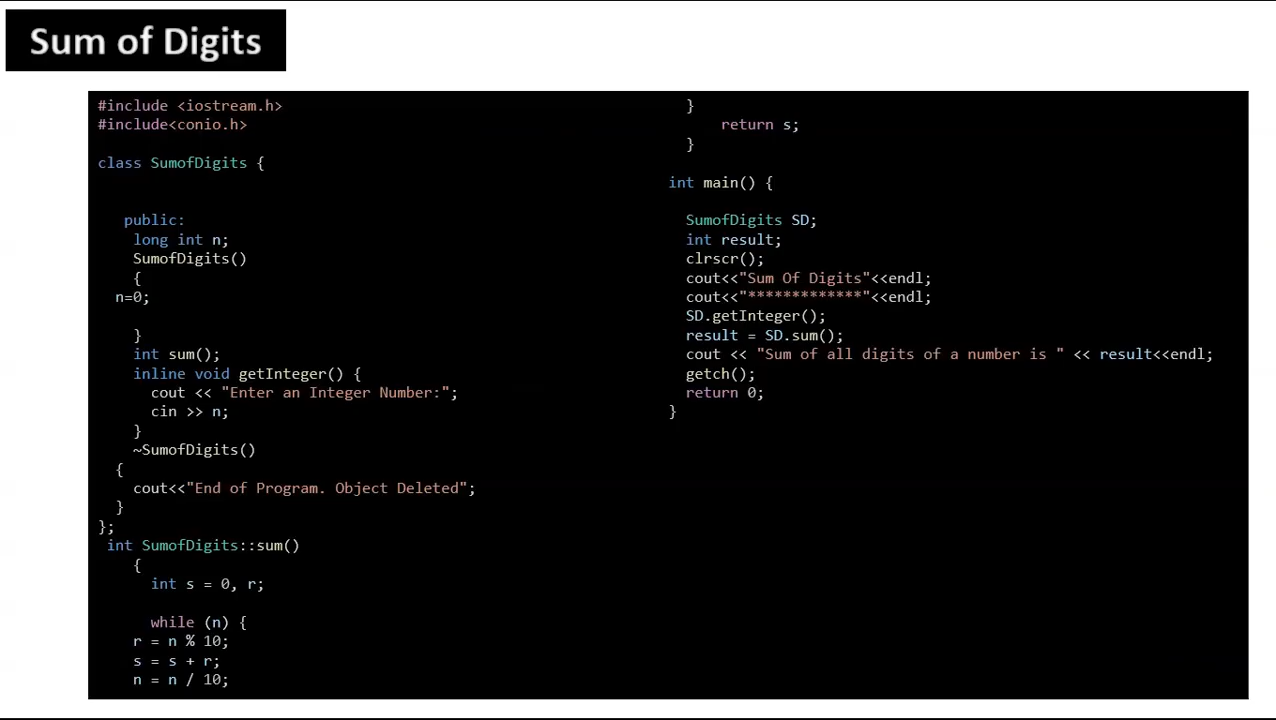 Sum of Digits
#include <iostream.h>
#include<conio.h>
class SumofDigits {
public:
long int n;
SumofDigits()
{
n=0;
}
int sum();
inline void getInteger() {
cout << "Enter an Integer Number:";
cin >> n;
}
~SumofDigits()
{
cout<<"End of Program. Object Deleted";
}
};
int SumofDigits::sum()
{
int s = 0, r;
while (n) {
r = n % 10;
s = s + r;
n = n / 10;
}
return s;
}
int main() {
SumofDigits SD;
int result;
clrscr();
cout<<"Sum Of Digits"<<endl;
cout<<"*************"<<endl;
SD.getInteger();
result = SD.sum();
cout << "Sum of all digits of a number is " << result<<endl;
getch();
return 0;
}